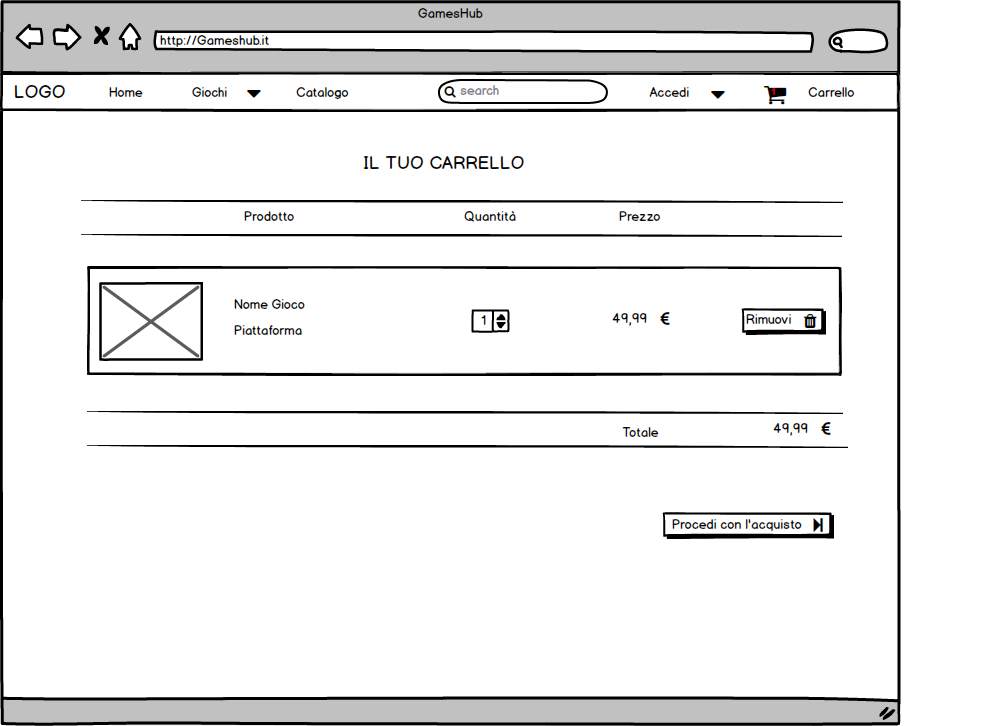 GamesHub
http://Gameshub.it
LOGO Home Giochi Catalogo search Accedi 1 Carrello
IL TUO CARRELLO
Prodotto Quantità Prezzo
Nome Gioco
1 49,99 € Rimuovi
Piattaforma
Totale 49,99 €
Procedi con l'acquisto